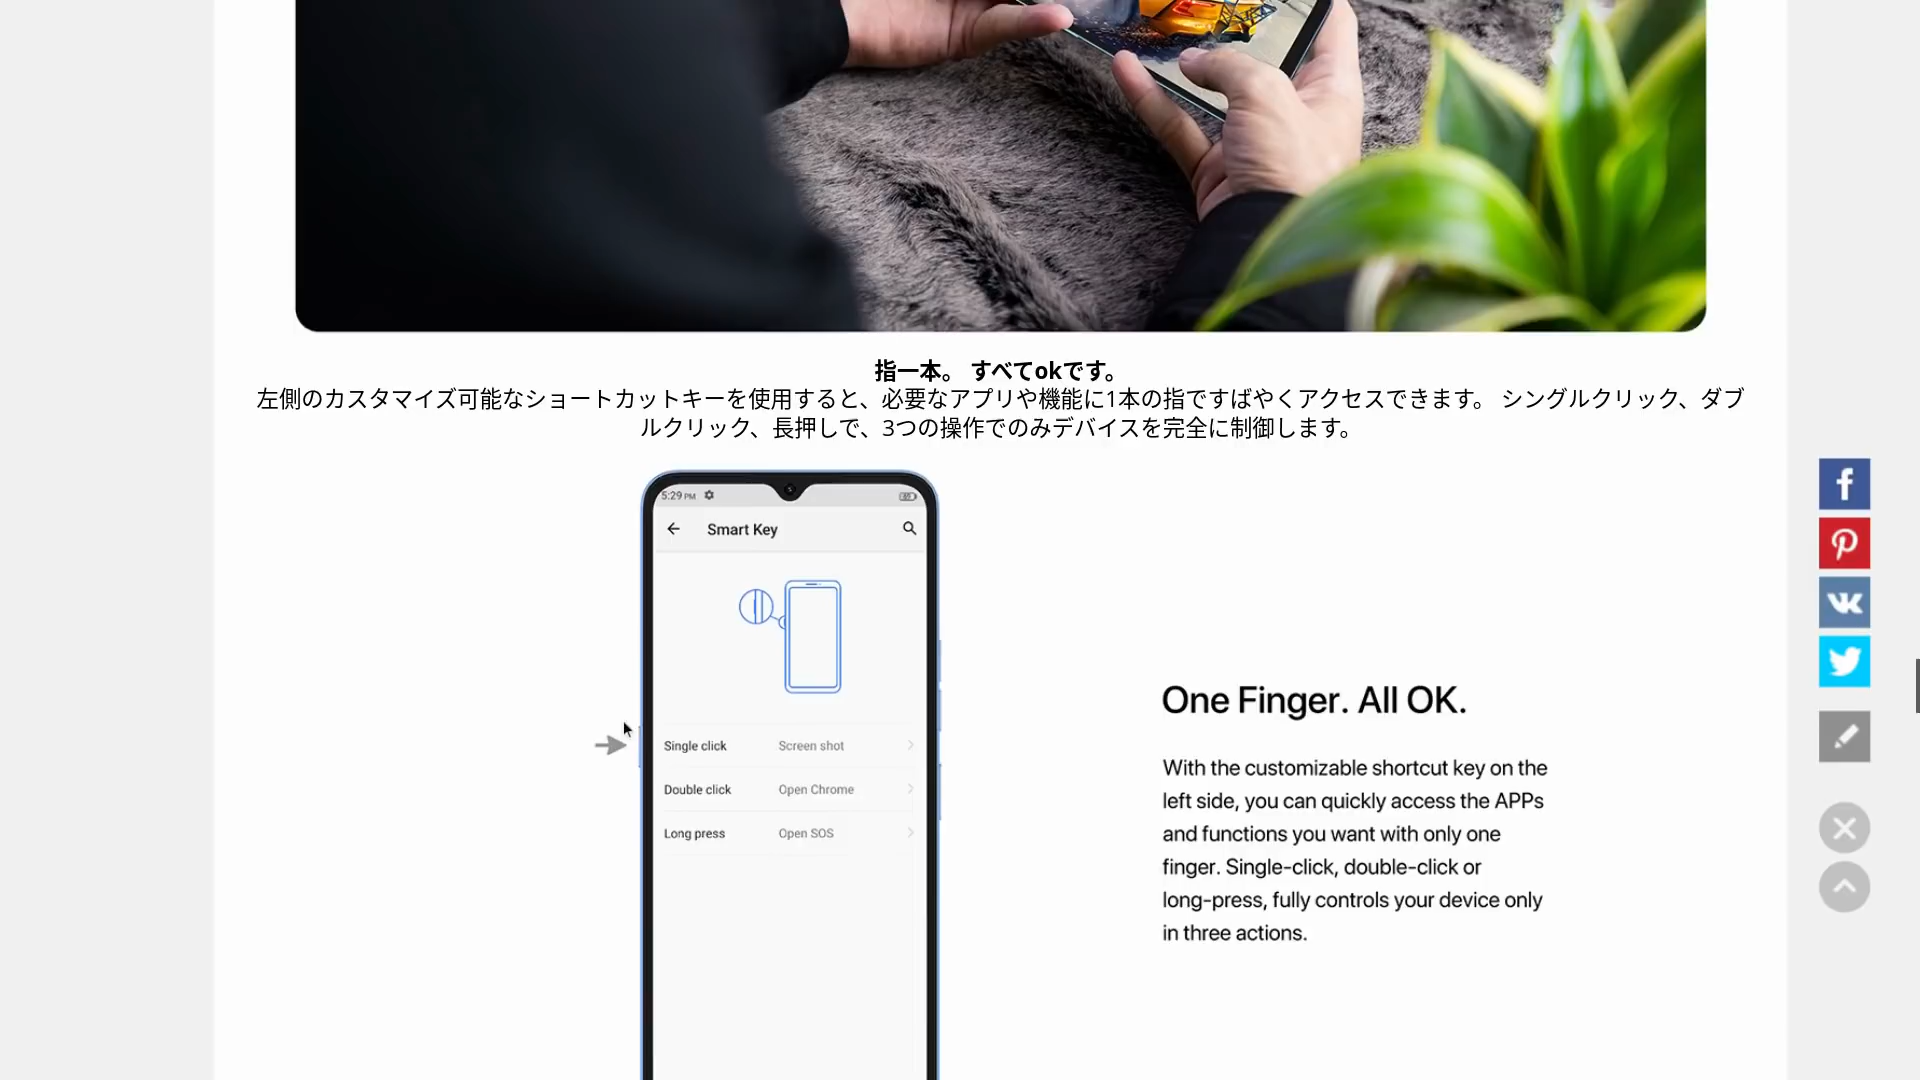 指一本。 すべてokです。
左側のカスタマイズ可能なショートカットキーを使用すると、必要なアプリや機能に1本の指ですばやくアクセスできます。 シングルクリック、ダブ
ルクリック、長押しで、3つの操作でのみデバイスを完全に制御します。
5:29 PM
Smart Key
Single click Screen shot
Double click Open Chrome
Long press Open SOS
One Finger. All OK.
With the customizable shortcut key on the
left side, you can quickly access the APPs
and functions you want with only one
finger. Single-click, double-click or
long-press, fully controls your device only
in three actions.